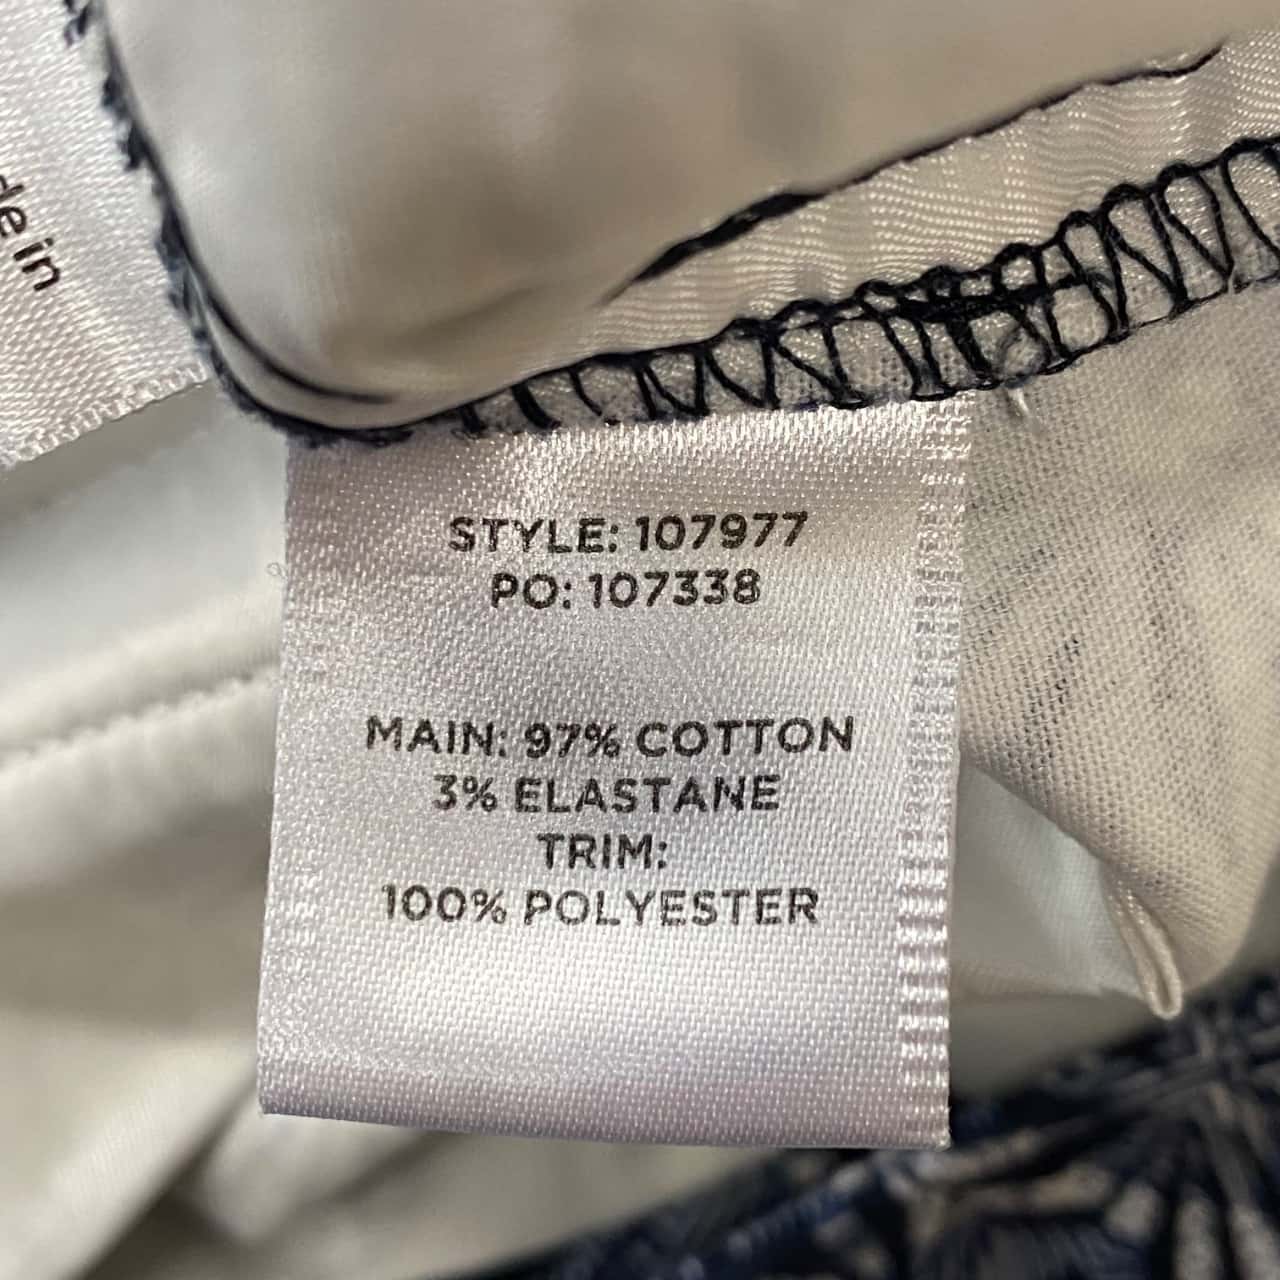 de in
STYLE: 107977
PO: 107338
MAIN: 97% COTTON
3% ELASTANE
TRIM:
100% POLYESTER